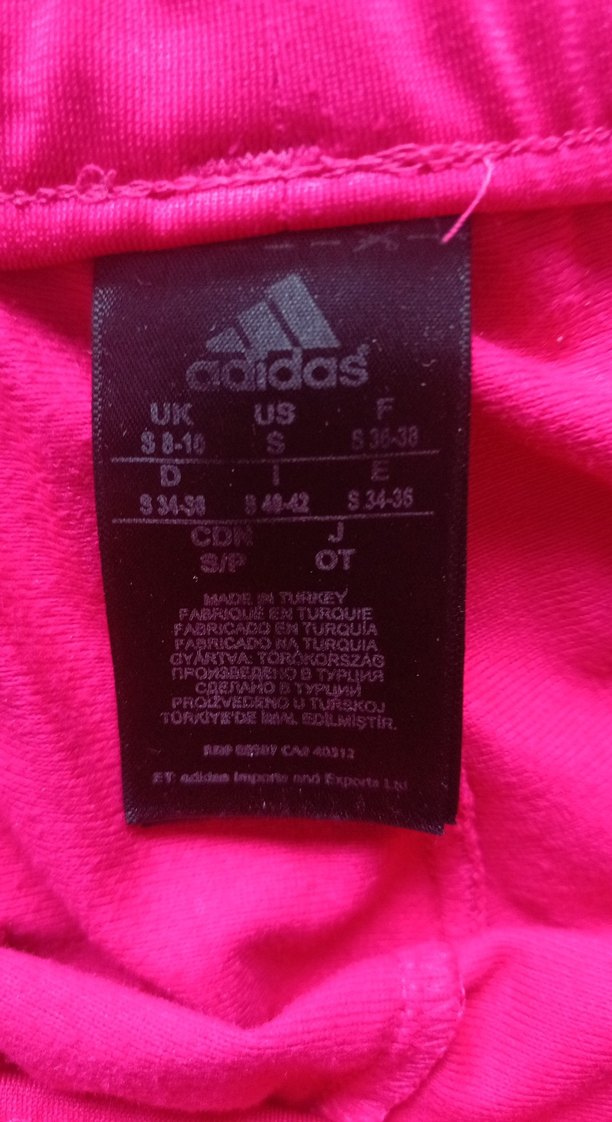 adidas
UK US F
S 8-10 S S 36-38
D I E
S 34-36 S 40-42 S 34-36
CDN J
S/P OT
MADE IN TURKEY
FABRIQUÉ EN TURQUIE
FABRICADO EN TURQUÍA
FABRICADO NA TURQUIA
GYÁRTVA: TÖRÖKORSZÁG
ПРОИЗВЕДЕНО В ТУРЦИЯ
СДЕЛАНО В ТУРЦИИ
PROIZVEDENO U TURSKOJ
TÜRKİYE'DE İMAL EDİLMİŞTİR.
CA# 40312
ET: adidas Imports and Exports Ltd